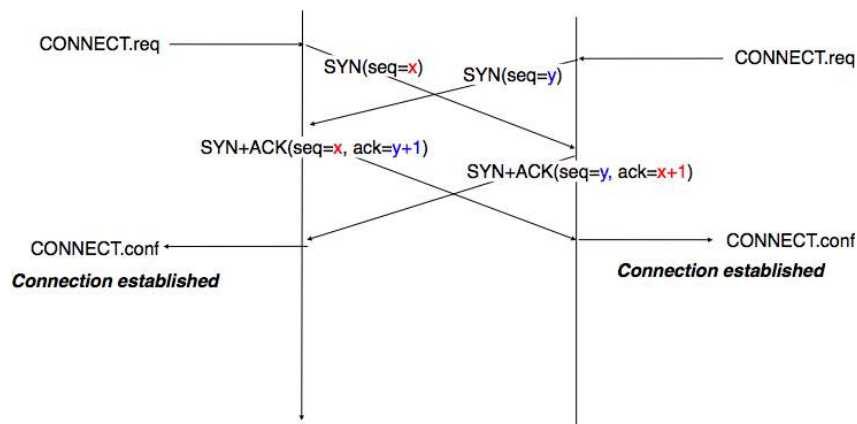 CONNECT.req
SYN(seq=x)
SYN(seq=y)
CONNECT.req
SYN+ACK(seq=x, ack=y+1)
SYN+ACK(seq=y, ack=x+1)
CONNECT.conf
Connection established
CONNECT.conf
Connection established